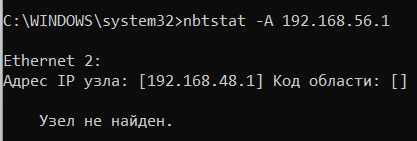 C:\WINDOWS\system32>nbtstat -A 192.168.56.1
Ethernet 2:
Адрес IP узла: [192.168.48.1] Код области: []
Узел не найден.